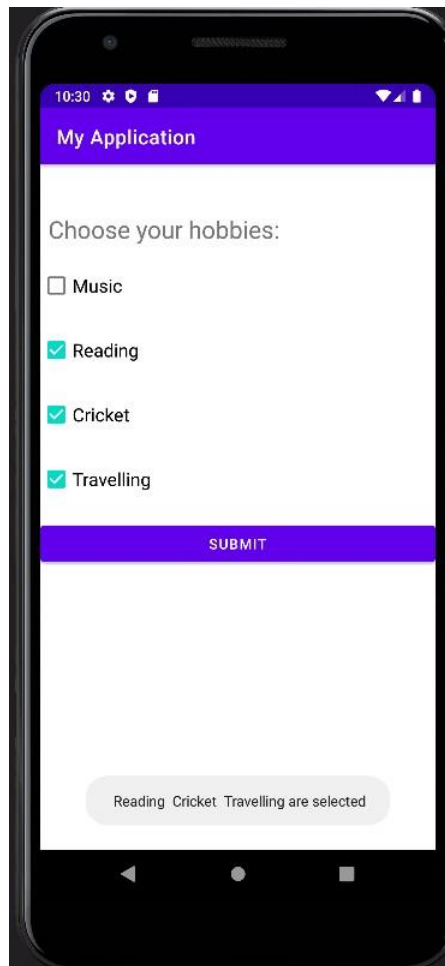 10:30
My Application
Choose your hobbies:
Music
Reading
Cricket
Travelling
SUBMIT
Reading Cricket Travelling are selected